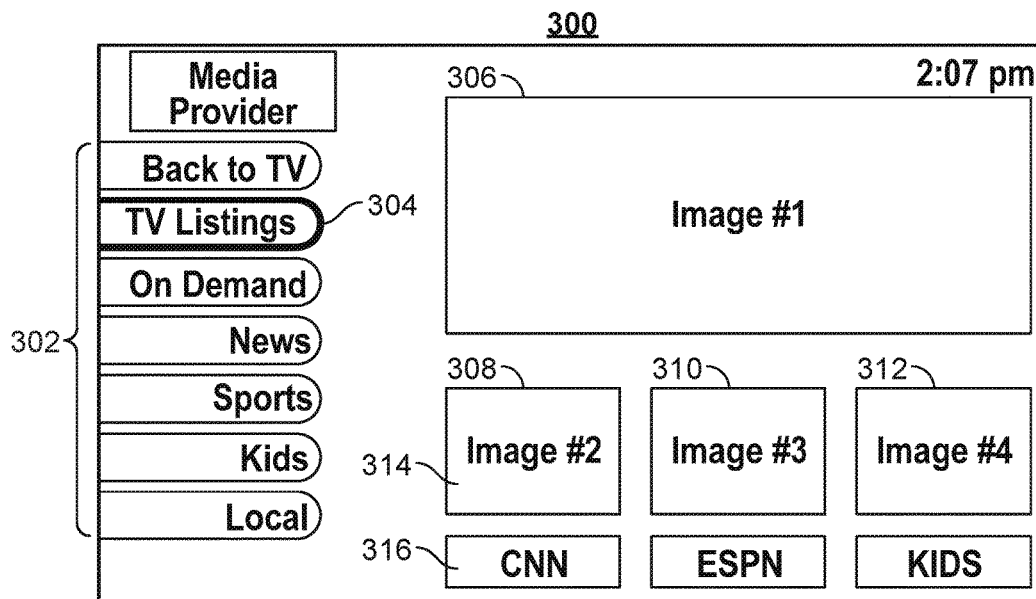 300
Media
Provider
2:07 pm
306
Back to TV
TV Listings
304
Image #1
On Demand
302
News
Sports
308
310
312
Kids
Image #2
Image #3
Image #4
314
Local
316
CNN
ESPN
KIDS